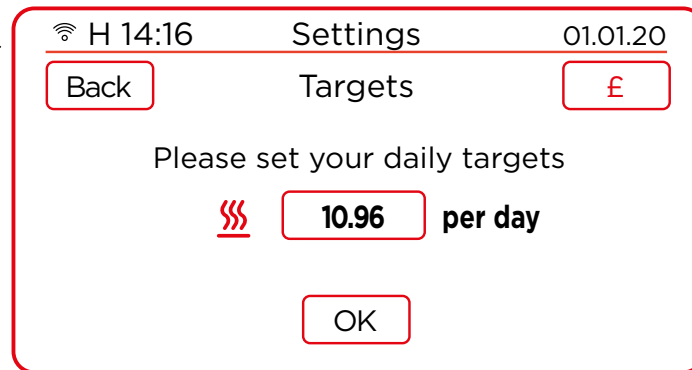 H 14:16 Settings 01.01.20
Back Targets £
Please set your daily targets
10.96 per day
OK